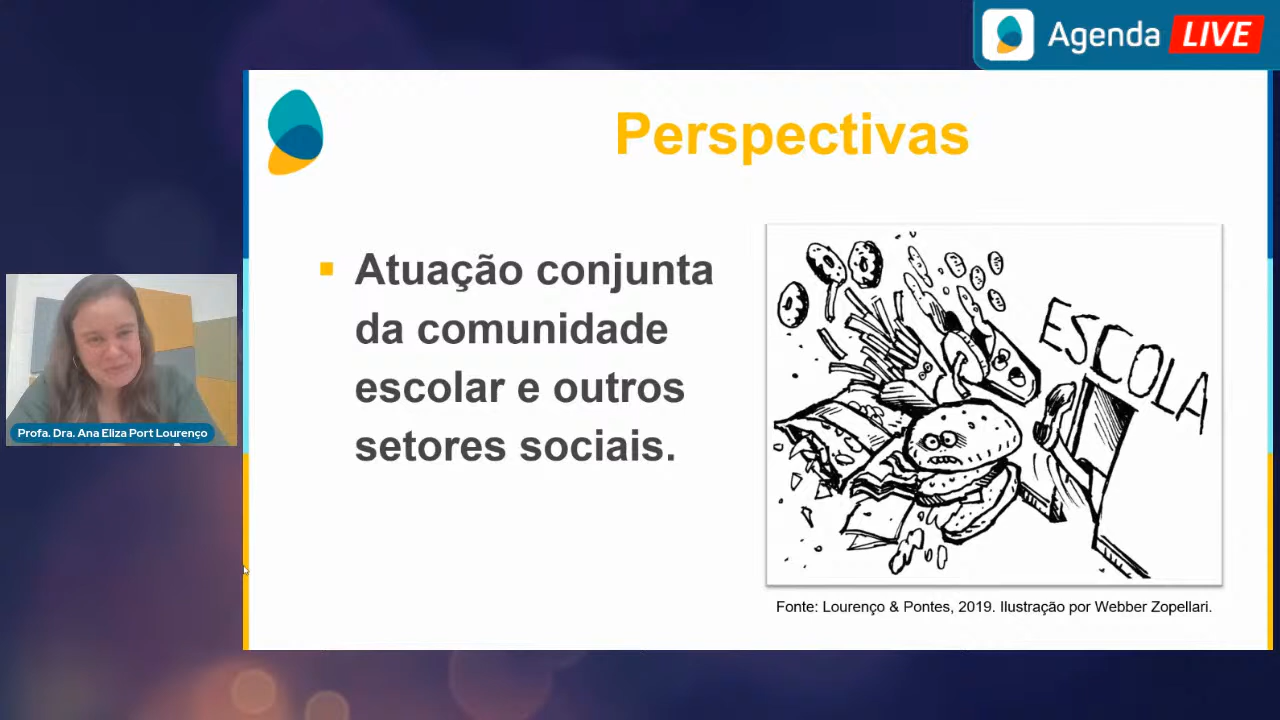 Agenda LIVE
Perspectivas
Atuação conjunta
da comunidade
escolar e outros
setores sociais.
ESCOLA
Profa. Dra. Ana Eliza Port Lourenço
Fonte: Lourenço & Pontes, 2019. Ilustração por Webber Zopellari.